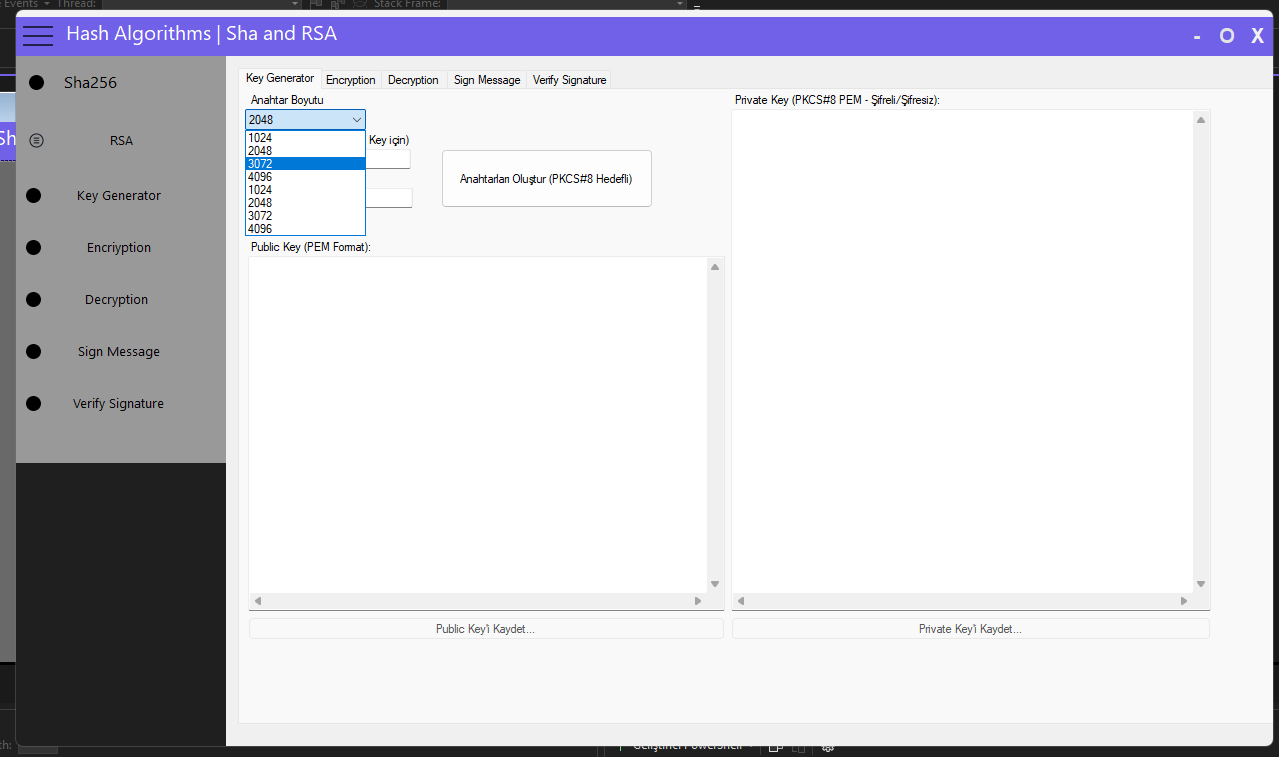 Events
Thread:
Stack Frame:
Hash Algorithms | Sha and RSA
- O X
Sha256
RSA
Key Generator
Encriyption
Decryption
Sign Message
Verify Signature
Key Generator Encryption Decryption Sign Message Verify Signature
Anahtar Boyutu
2048
1024
2048
3072
4096
1024
2048
3072
4096
Key için)
Anahtarları Oluştur (PKCS#8 Hedefli)
Public Key (PEM Format):
Public Key'i Kaydet...
Private Key (PKCS#8 PEM - Şifreli/Şifresiz):
Private Key'i Kaydet...